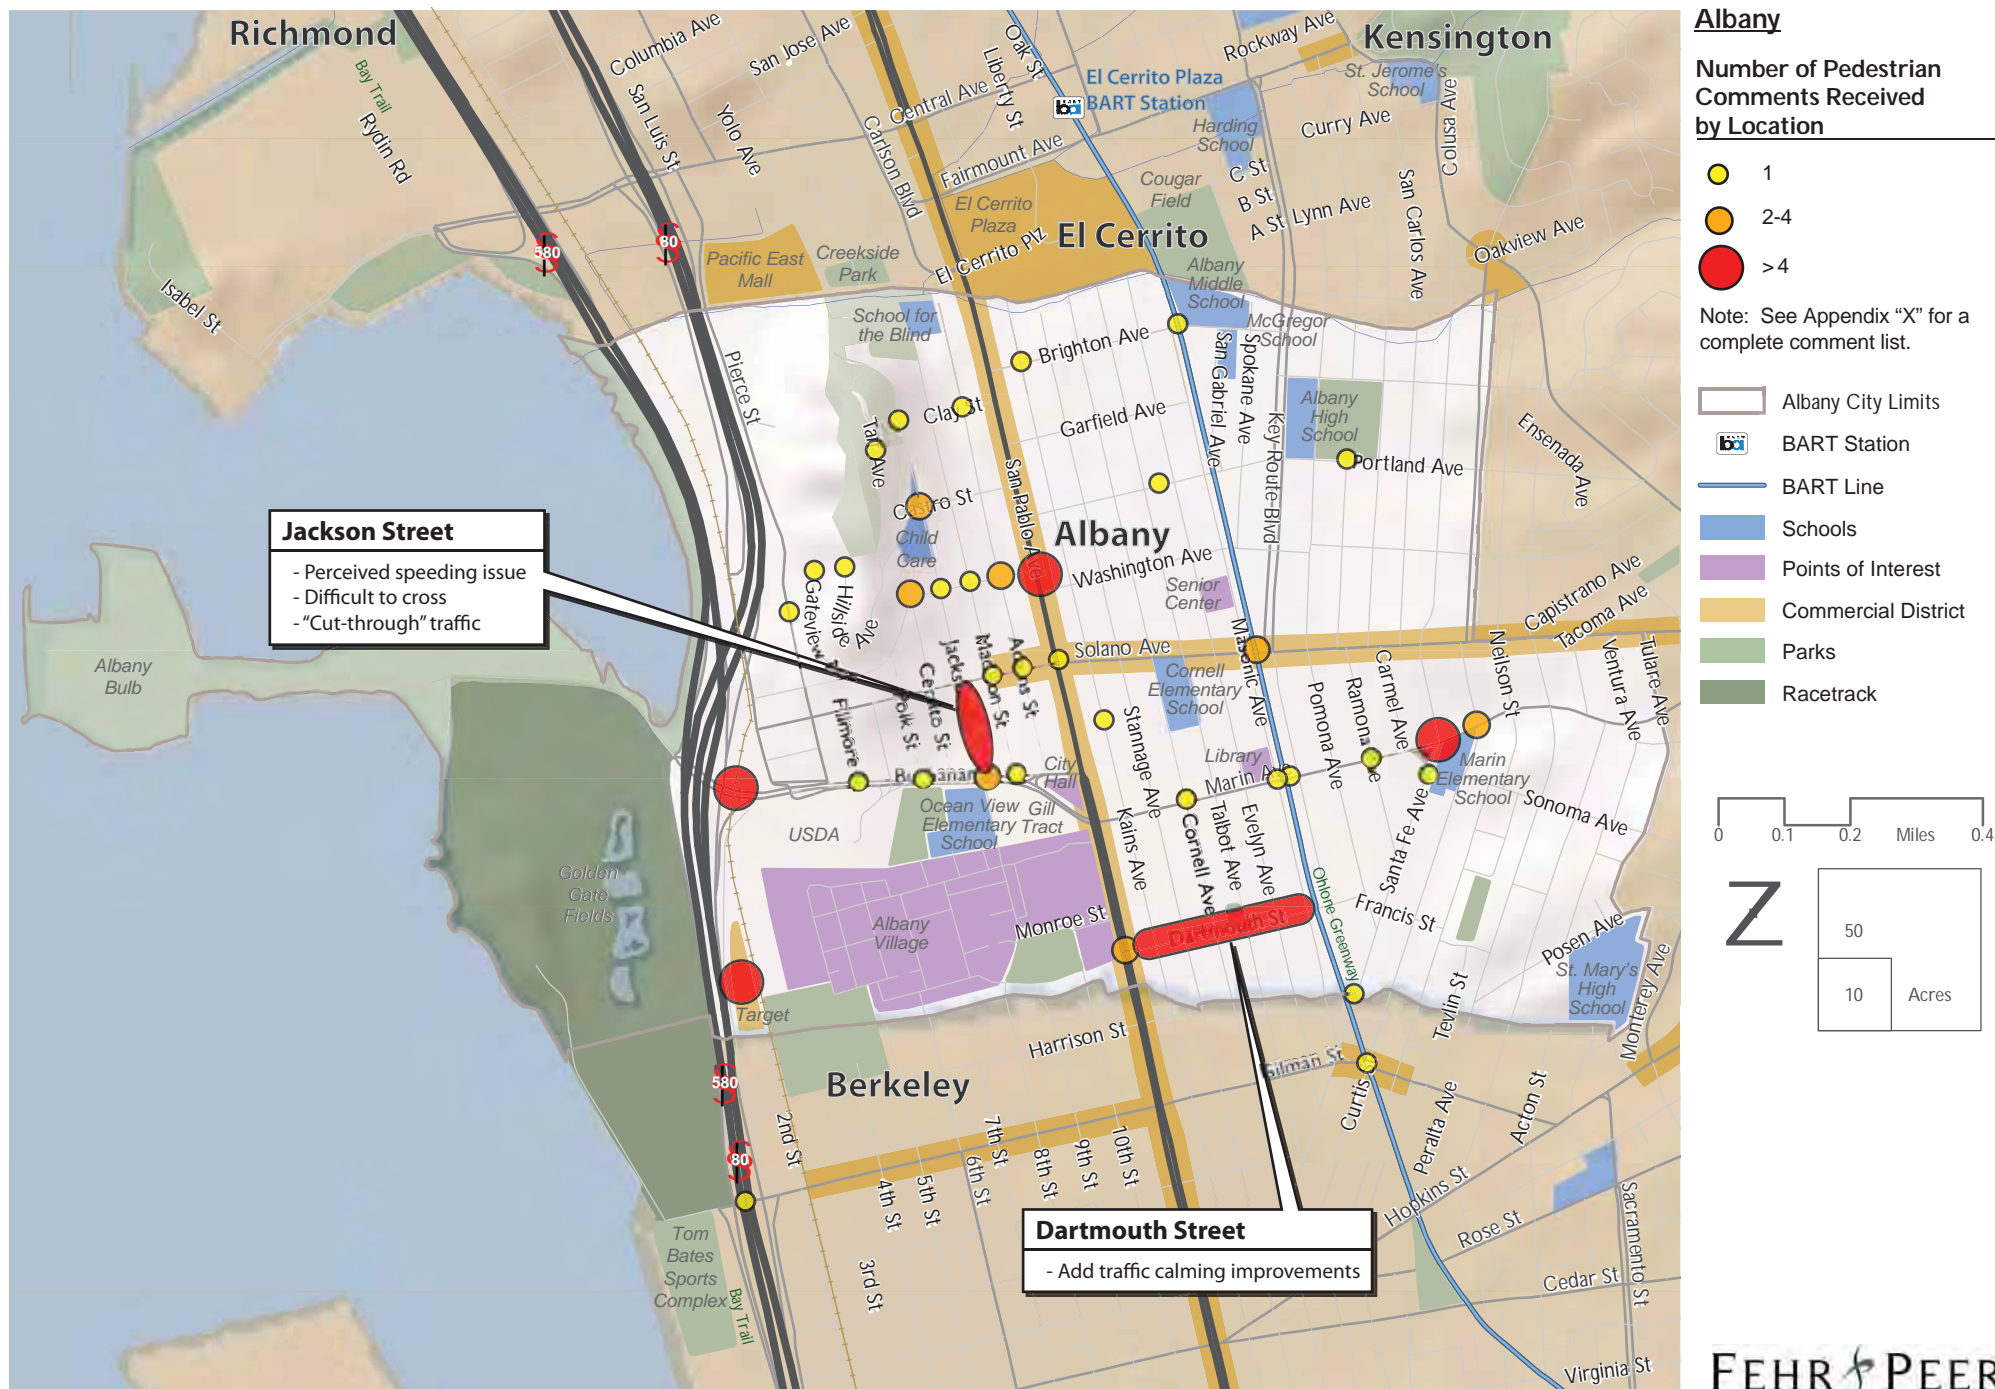 Richmond
Bay Trail
Rydin Rd
Isabel St
Columbia Ave
San Jose Ave
San Luis St
Yolo Ave
Carlson Blvd
Central Ave
Liberty St
Oak St
Fairmount Ave
El Cerrito Plaza
BART Station
Rockway Ave
Kensington
St. Jerome's
School
Colusa Ave
Harding
School
Curry Ave
C St
B St
A St
Lynn Ave
San Carlos Ave
Oakview Ave
Cougar
Field
El Cerrito
Plaza
El Cerrito Plz
El Cerrito
580
80
Pacific East
Mall
Creekside
Park
Albany
Middle
School
School for
the Blind
McGregor
School
Brighton Ave
San Gabriel Ave
Spokane Ave
Key Route Blvd
Pierce St
Clay St
Garfield Ave
Albany
High
School
Portland Ave
Ensenada Ave
San Pablo Ave
Castro St
Child
Care
Albany
Washington Ave
Senior
Center
Capistrano Ave
Tacoma Ave
Ventura Ave
Tulare Ave
Neilson St
Jackson Street
- Perceived speeding issue
- Difficult to cross
- “Cut-through” traffic
Hillside Ave
Solano Ave
Masonic Ave
Cornell
Elementary
School
Pomona Ave
Carmel Ave
Albany
Bulb
Fillmore
Polk St
Cerrito St
Stannage Ave
Library
Marin Ave
City
Hall
Marin
Elementary
School
Sonoma Ave
Santa Fe Ave
USDA
Ocean View
Elementary
School
Gill
Tract
Kains Ave
Cornell Ave
Talbot Ave
Evelyn Ave
Ohlone Greenway
Francis St
Golden
Gate
Fields
Albany
Village
Monroe St
Dartmouth St
Posen Ave
St. Mary's
High
School
Monterey Ave
Target
Harrison St
Tevlin St
Gilman St
Berkeley
580
80
Curtis
Peralta Ave
Acton St
2nd St
3rd St
4th St
5th St
6th St
7th St
8th St
9th St
10th St
Hopkins St
Rose St
Sacramento St
Cedar St
Virginia St
Tom
Bates
Sports
Complex
Bay Trail
Dartmouth Street
- Add traffic calming improvements
Albany
Number of Pedestrian
Comments Received
by Location
1
2-4
>4
Note: See Appendix “X” for a
complete comment list.
Albany City Limits
BART Station
BART Line
Schools
Points of Interest
Commercial District
Parks
Racetrack
0 0.1 0.2 Miles 0.4
Z
50
10 Acres
FEHR PEER